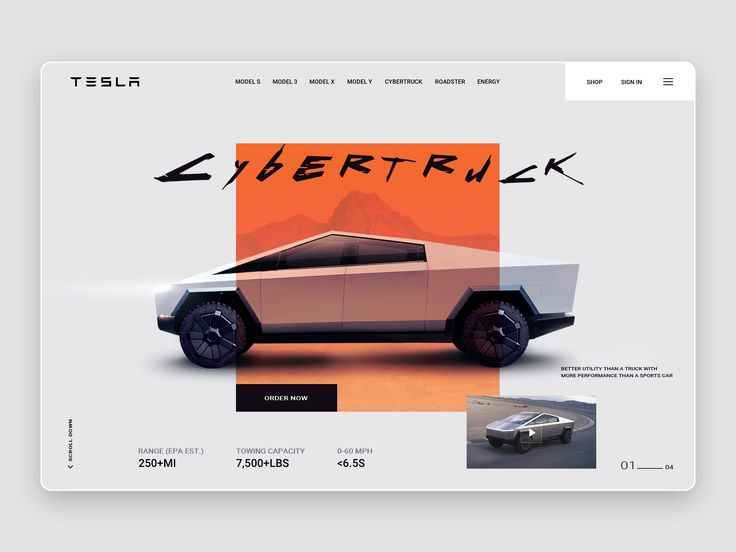 TESLA
MODEL S
MODEL 3
MODEL X
MODEL Y
CYBERTRUCK
ROADSTER
ENERGY
SHOP
SIGN IN
CYBERTRUCK
BETTER UTILITY THAN A TRUCK WITH
MORE PERFORMANCE THAN A SPORTS CAR
ORDER NOW
SCROLL DOWN
RANGE (EPA EST.)
250+MI
TOWING CAPACITY
7,500+LBS
0-60 MPH
<6.5S
01
04